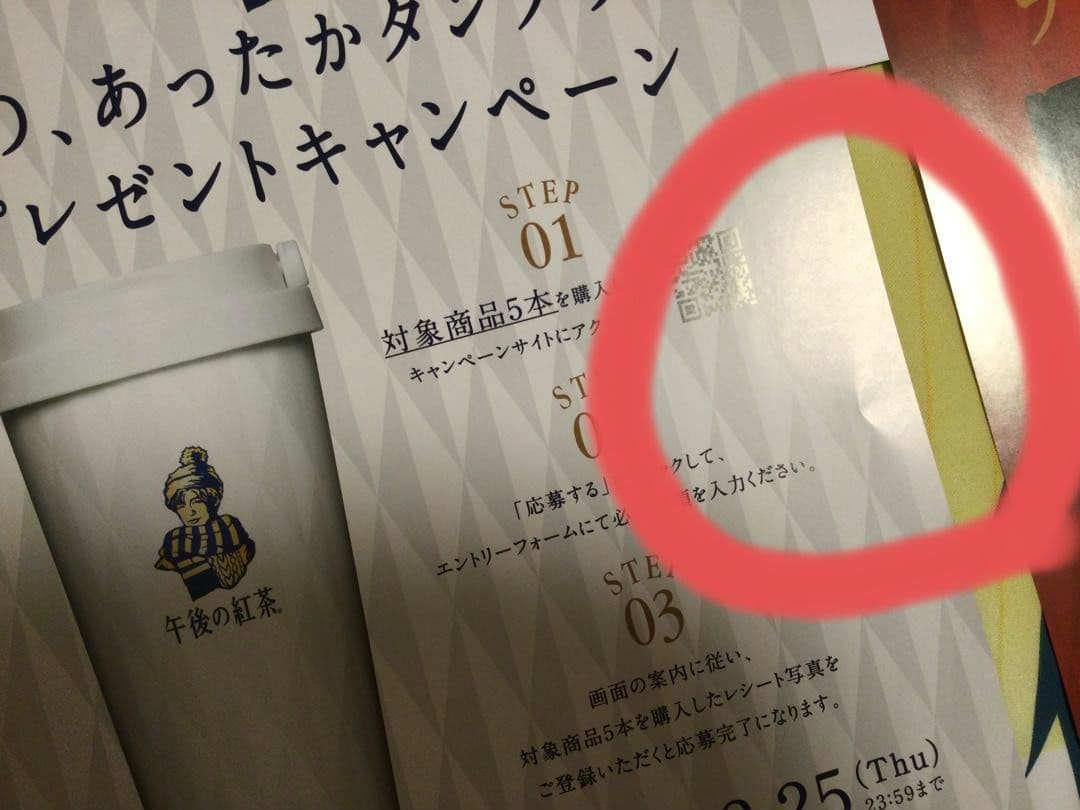 、あったかタン
プレゼントキャンペーン
STEP
01
対象商品5本を購入
キャンペーンサイトにアク
「応募する」
クして、
エントリーフォームにて必
を入力ください。
STEP
03
画面の案内に従い、
対象商品5本を購入したレシート写真を
ご登録いただくと応募完了になります。
25(Thu)
23:59まで
午後の紅茶®